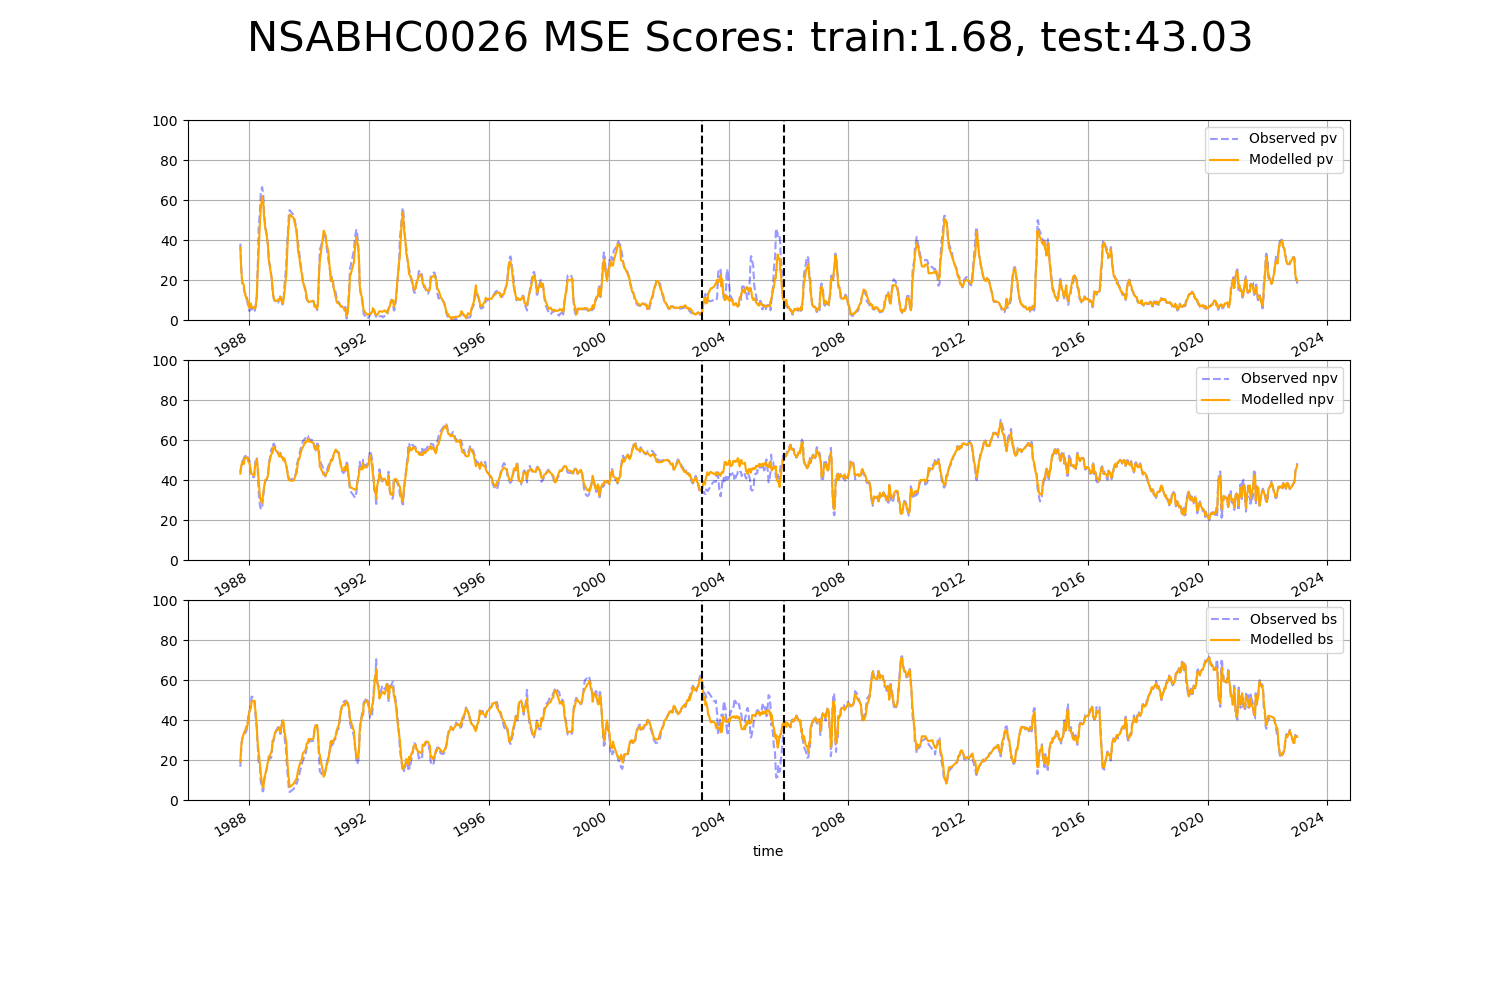 NSABHC0026 MSE Scores: train:1.68, test:43.03
100
80
60
40
20
0
Observed pv
Modelled pv
1988 1992 1996 2000 2004 2008 2012 2016 2020 2024
100
80
60
40
20
0
Observed npv
Modelled npv
1988 1992 1996 2000 2004 2008 2012 2016 2020 2024
100
80
60
40
20
0
Observed bs
Modelled bs
1988 1992 1996 2000 2004 2008 2012 2016 2020 2024
time